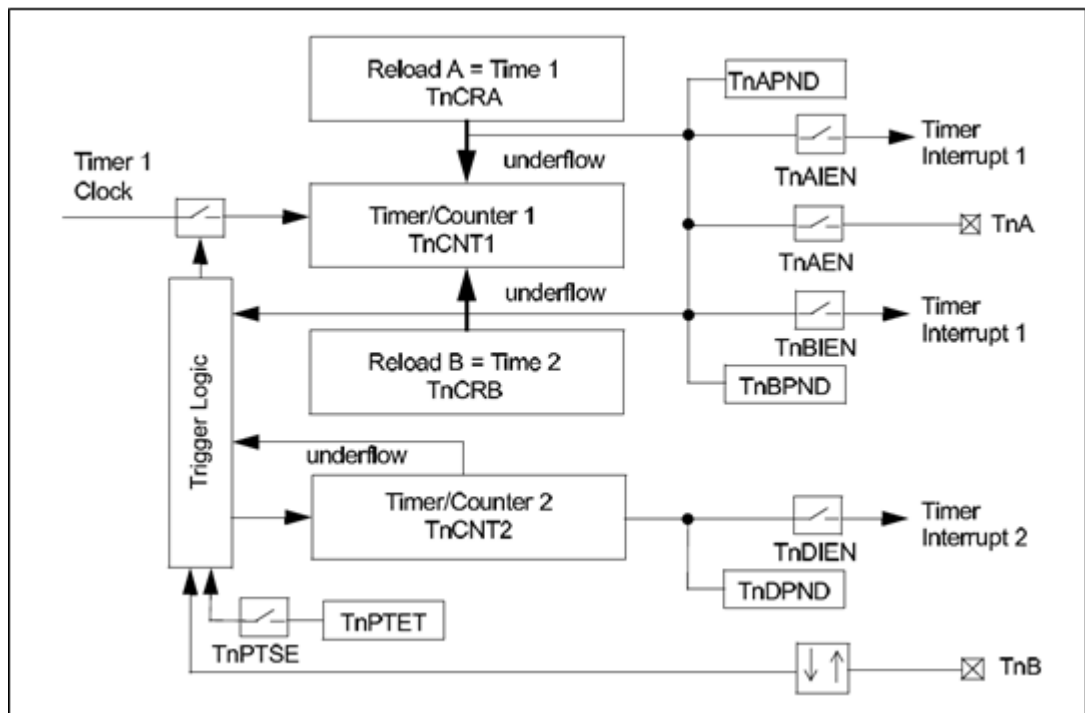 Reload A = Time 1
TnCRA
TnAPND
underflow
Timer
Interrupt 1
TnAIEN
Timer 1
Clock
Timer/Counter 1
TnCNT1
TnA
TnAEN
underflow
Timer
Interrupt 1
TnBIEN
Reload B = Time 2
TnCRB
TnBPND
Trigger Logic
underflow
Timer/Counter 2
TnCNT2
Timer
Interrupt 2
TnDIEN
TnDPND
TnPTET
TnPTSE
TnB